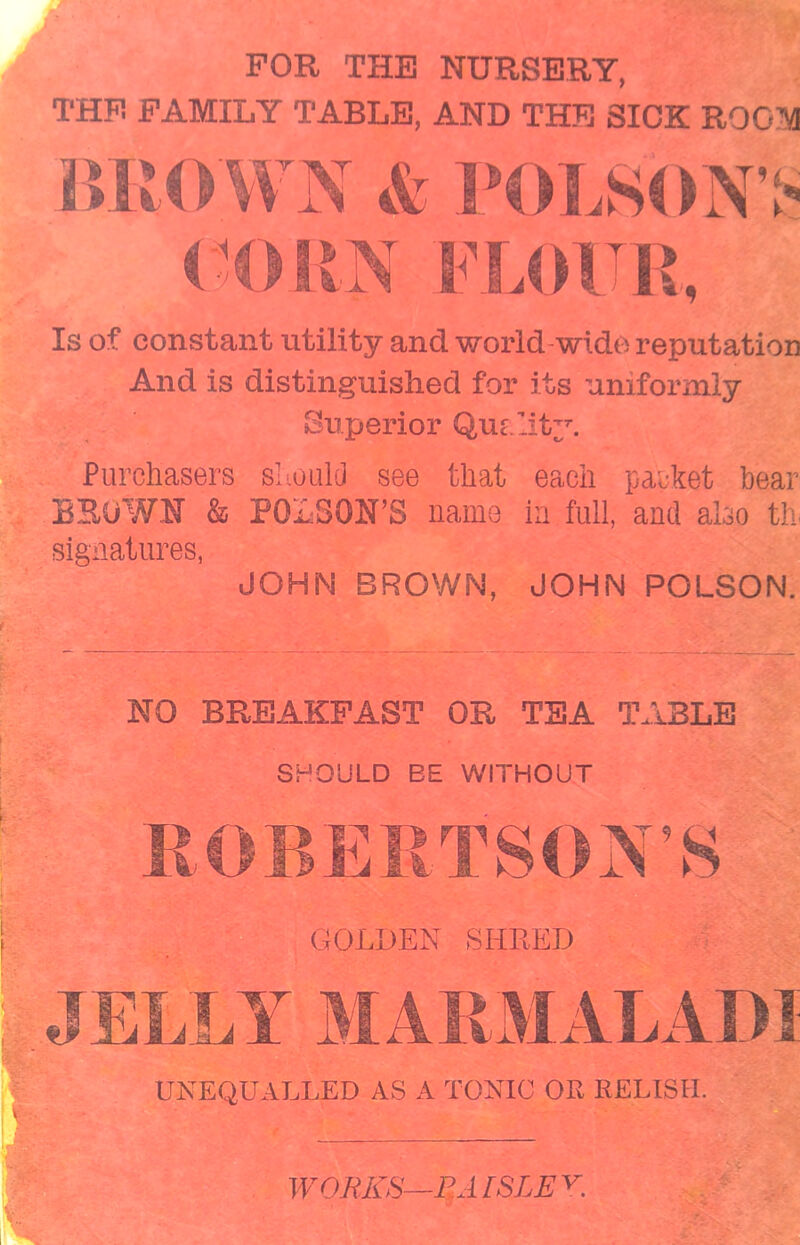 FOR THE NURSERY,
THE FAMILY TABLE, AND THE SICK ROOM
BROWN & POLSON'S
CORN FLOUR,
Is of constant utility and world-wide reputation
And is distinguished for its uniformly
Superior Quality.
Purchasers should see that each packet bear
BROWN & POLSON'S name in full, and also th
signatures,
JOHN BROWN, JOHN POLSON.
NO BREAKFAST OR TEA TABLE
SHOULD BE WITHOUT
ROBERTSON'S
GOLDEN SHRED
JELLY MARMALADE
UNEQUALLED AS A TONIC OR RELISH.
WORKS—PAISLEY.